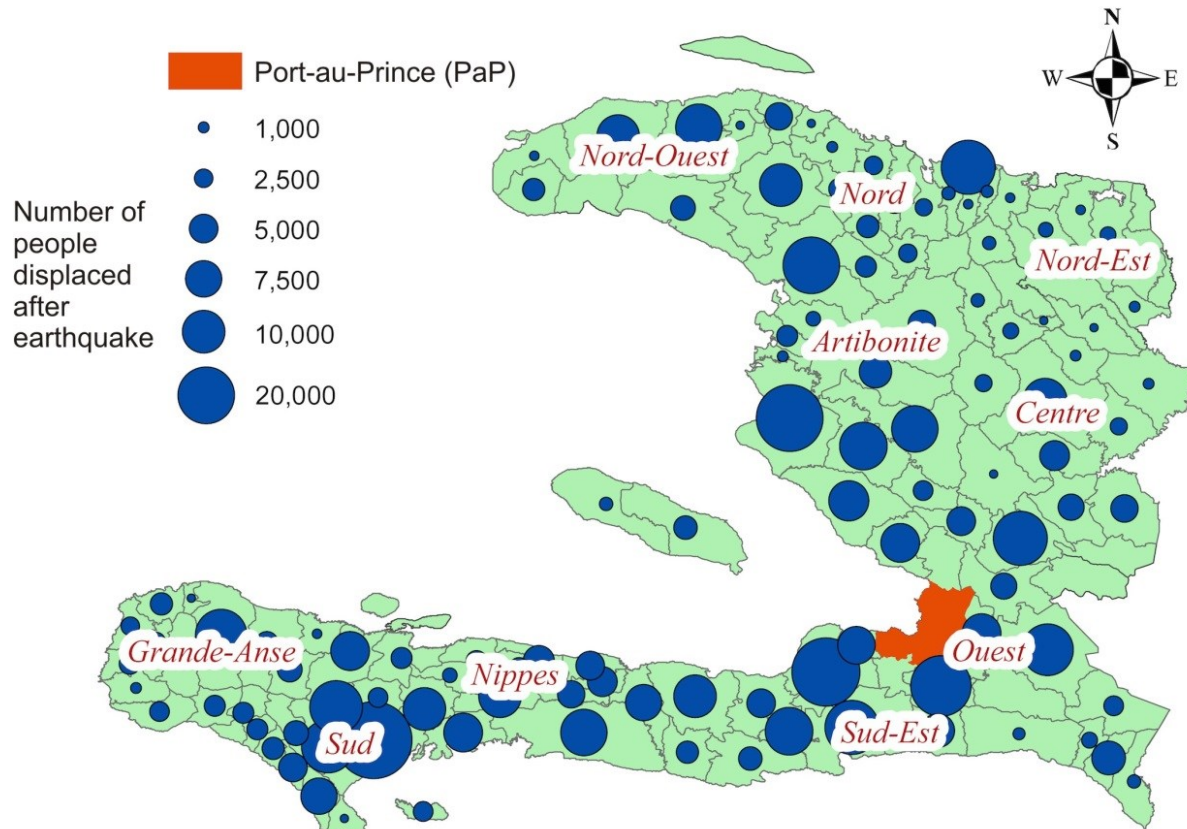 N
W E
S
Port-au-Prince (PaP)
Number of
people
displaced
after
earthquake
1,000
2,500
5,000
7,500
10,000
20,000
Nord-Ouest
Nord
Nord-Est
Artibonite
Centre
Grande-Anse
Nippes
Ouest
Sud
Sud-Est